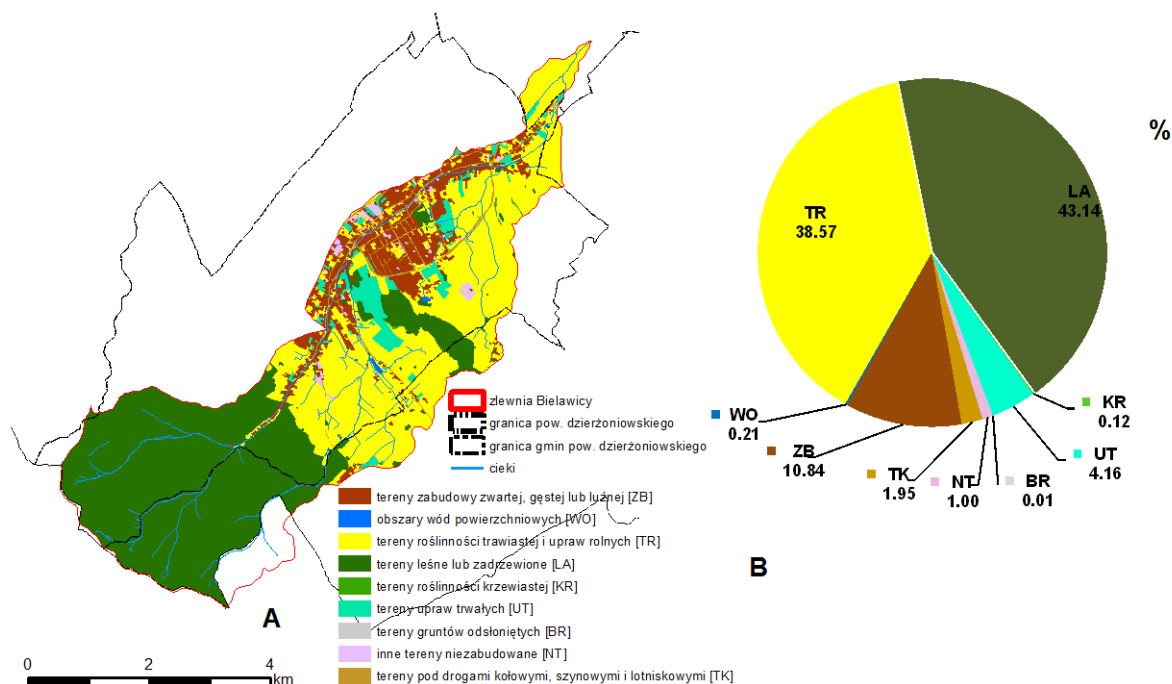 %
TR
38.57
LA
43.14
WO
0.21
ZB
10.84
TK
1.95
NT
1.00
BR
0.01
UT
4.16
KR
0.12
zlewnia Bielawicy
granica pow. dzierżoniowskiego
granica gmin pow. dzierżoniowskiego
cieki
tereny zabudowy zwartej, gęstej lub luźnej [ZB]
obszary wód powierzchniowych [WO]
tereny roślinności trawiastej i upraw rolnych [TR]
tereny leśne lub zadrzewione [LA]
tereny roślinności krzewiastej [KR]
tereny upraw trwałych [UT]
tereny gruntów odsłoniętych [BR]
inne tereny niezabudowane [NT]
tereny pod drogami kołowymi, szynowymi i lotniskowymi [TK]
A
B
0 2 4
km